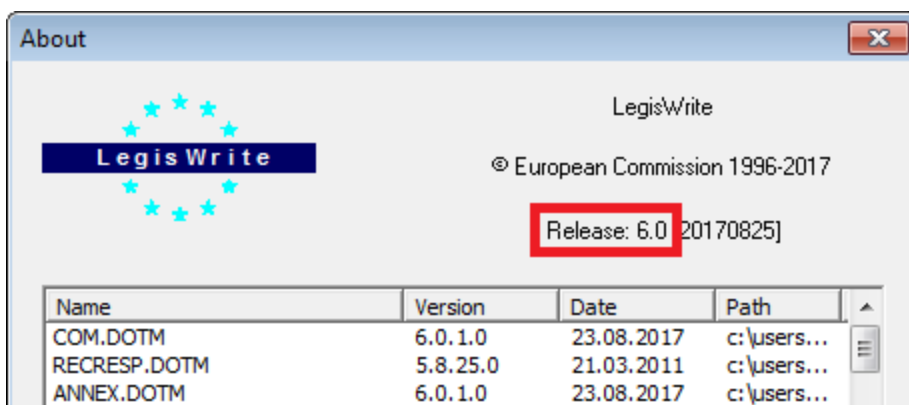 About
LegisWrite
LegisWrite
© European Commission 1996-2017
Release: 6.0 20170825]
Name Version Date Path
COM.DOTM 6.0.1.0 23.08.2017 c:\users...
RECRESP.DOTM 5.8.25.0 21.03.2011 c:\users...
ANNEX.DOTM 6.0.1.0 23.08.2017 c:\users...